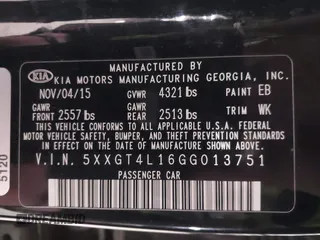 MANUFACTURED BY
KIA KIA MOTORS MANUFACTURING GEORGIA, INC.
NOV/04/15 GVWR 4321 lbs PAINT EB
GAWR FRONT 2557 lbs GAWR REAR 2513 lbs TRIM WK
THIS VEHICLE CONFORMS TO ALL APPLICABLE FEDERAL MOTOR VEHICLE SAFETY, BUMPER, AND THEFT PREVENTION STANDARDS IN EFFECT ON THE DATE OF MANUFACTURE SHOWN ABOVE.
V.I.N. 5XXGT4L16GG013751
PASSENGER CAR
5120